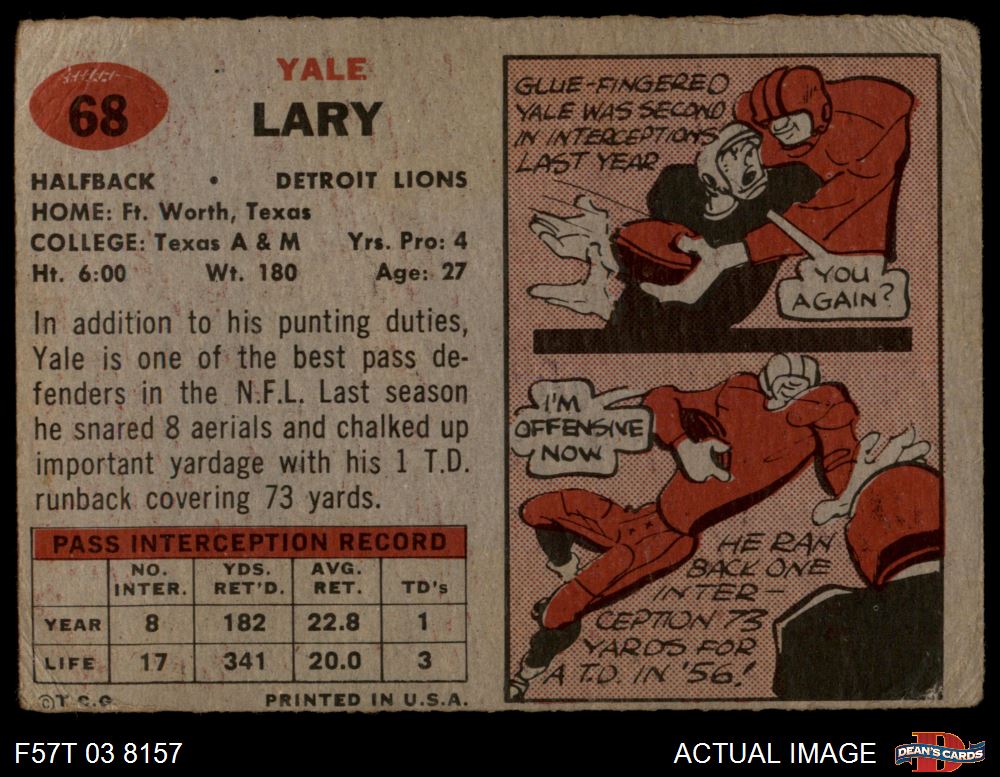 68
YALE
LARY
HALFBACK • DETROIT LIONS
HOME: Ft. Worth, Texas
COLLEGE: Texas A & M Yrs. Pro: 4
Ht. 6:00 Wt. 180 Age: 27
In addition to his punting duties,
Yale is one of the best pass de-
fenders in the N.F.L. Last season
he snared 8 aerials and chalked up
important yardage with his 1 T.D.
runback covering 73 yards.
PASS INTERCEPTION RECORD
NO. INTER. YDS. RET'D. AVG. RET. TD's
YEAR 8 182 22.8 1
LIFE 17 341 20.0 3
©T.C.G. PRINTED IN U.S.A.
GLUE-FINGERED
YALE WAS SECOND
IN INTERCEPTIONS
LAST YEAR
YOU
AGAIN?
I'M
OFFENSIVE
NOW
HE RAN
BACK ONE
INTER-
CEPTION 73
YARDS FOR
A T.D. IN '56!
F57T 03 8157
ACTUAL IMAGE
DEAN'S CARDS